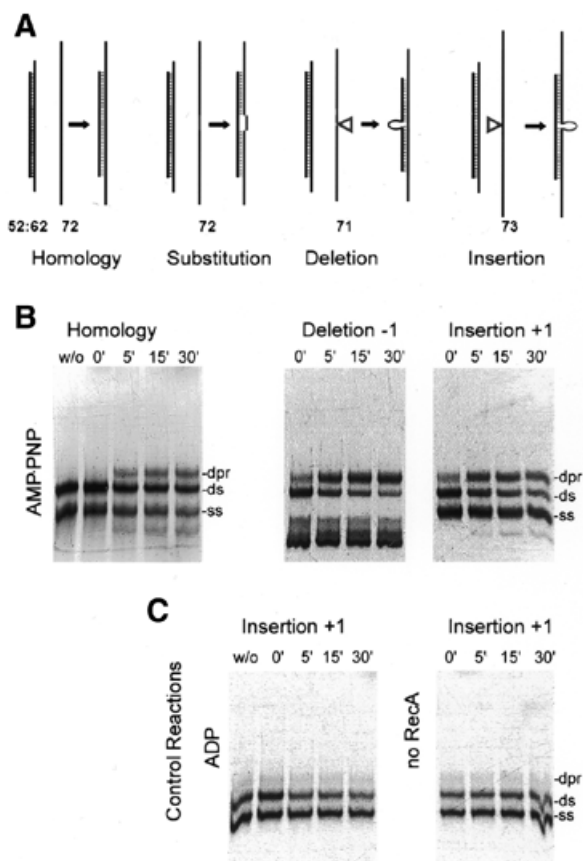 A
52:62 72 72 71 73
Homology Substitution Deletion Insertion
B
Homology Deletion -1 Insertion +1
w/o 0' 5' 15' 30' 0' 5' 15' 30' 0' 5' 15' 30'
AMP-PNP
-dpr -dpr
-ds -ds
-ss -ss
C
Insertion +1 Insertion +1
w/o 0' 5' 15' 30' 0' 5' 15' 30'
Control Reactions
ADP
no RecA
-dpr
-ds
-ss